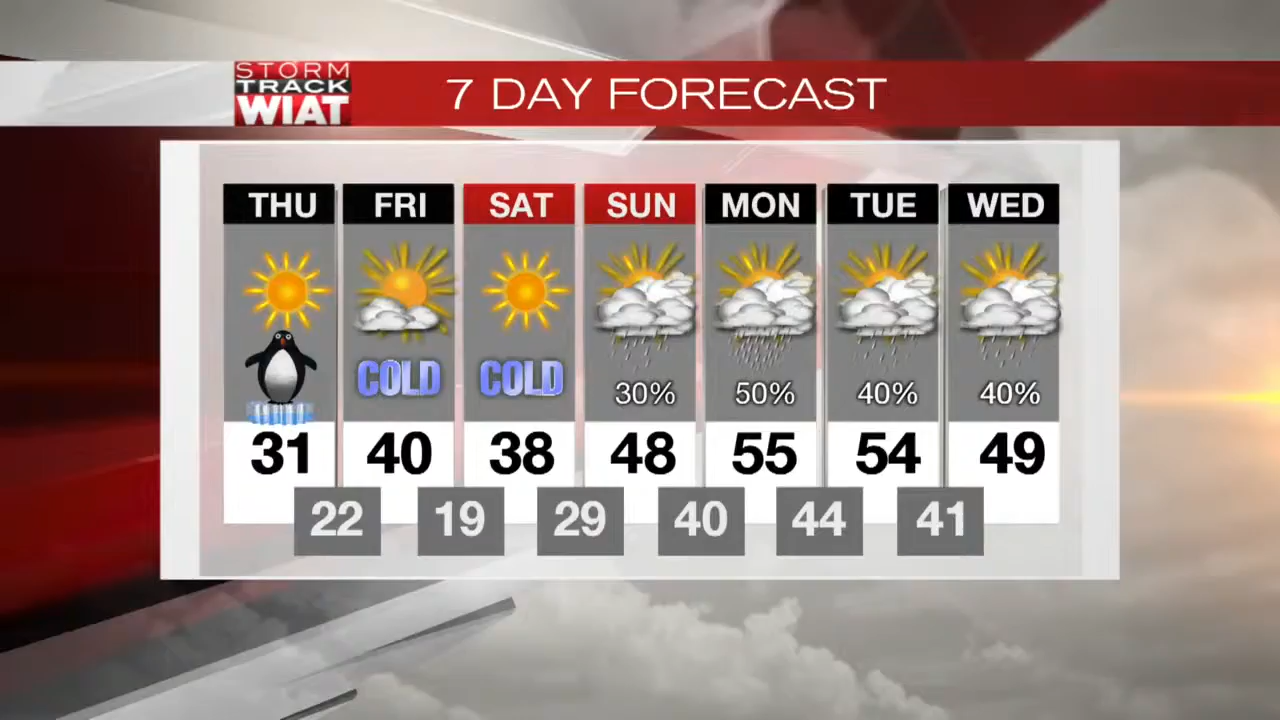 STORM
TRACK
WIAT
7 DAY FORECAST
THU FRI SAT SUN MON TUE WED
COLD COLD 30% 50% 40% 40%
31 40 38 48 55 54 49
22 19 29 40 44 41